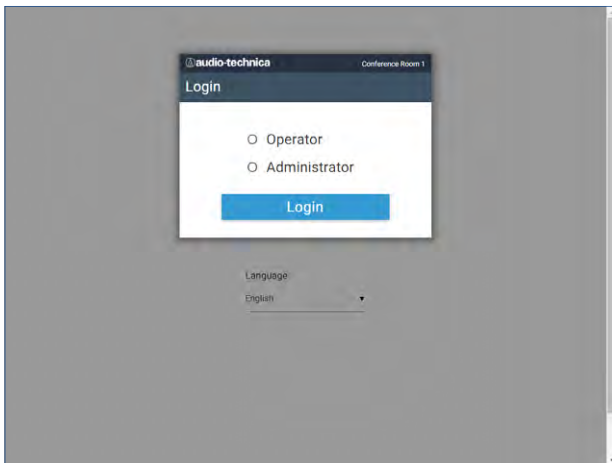 audio-technica
Conference Room 1
Login
Operator
Administrator
Login
Language
English